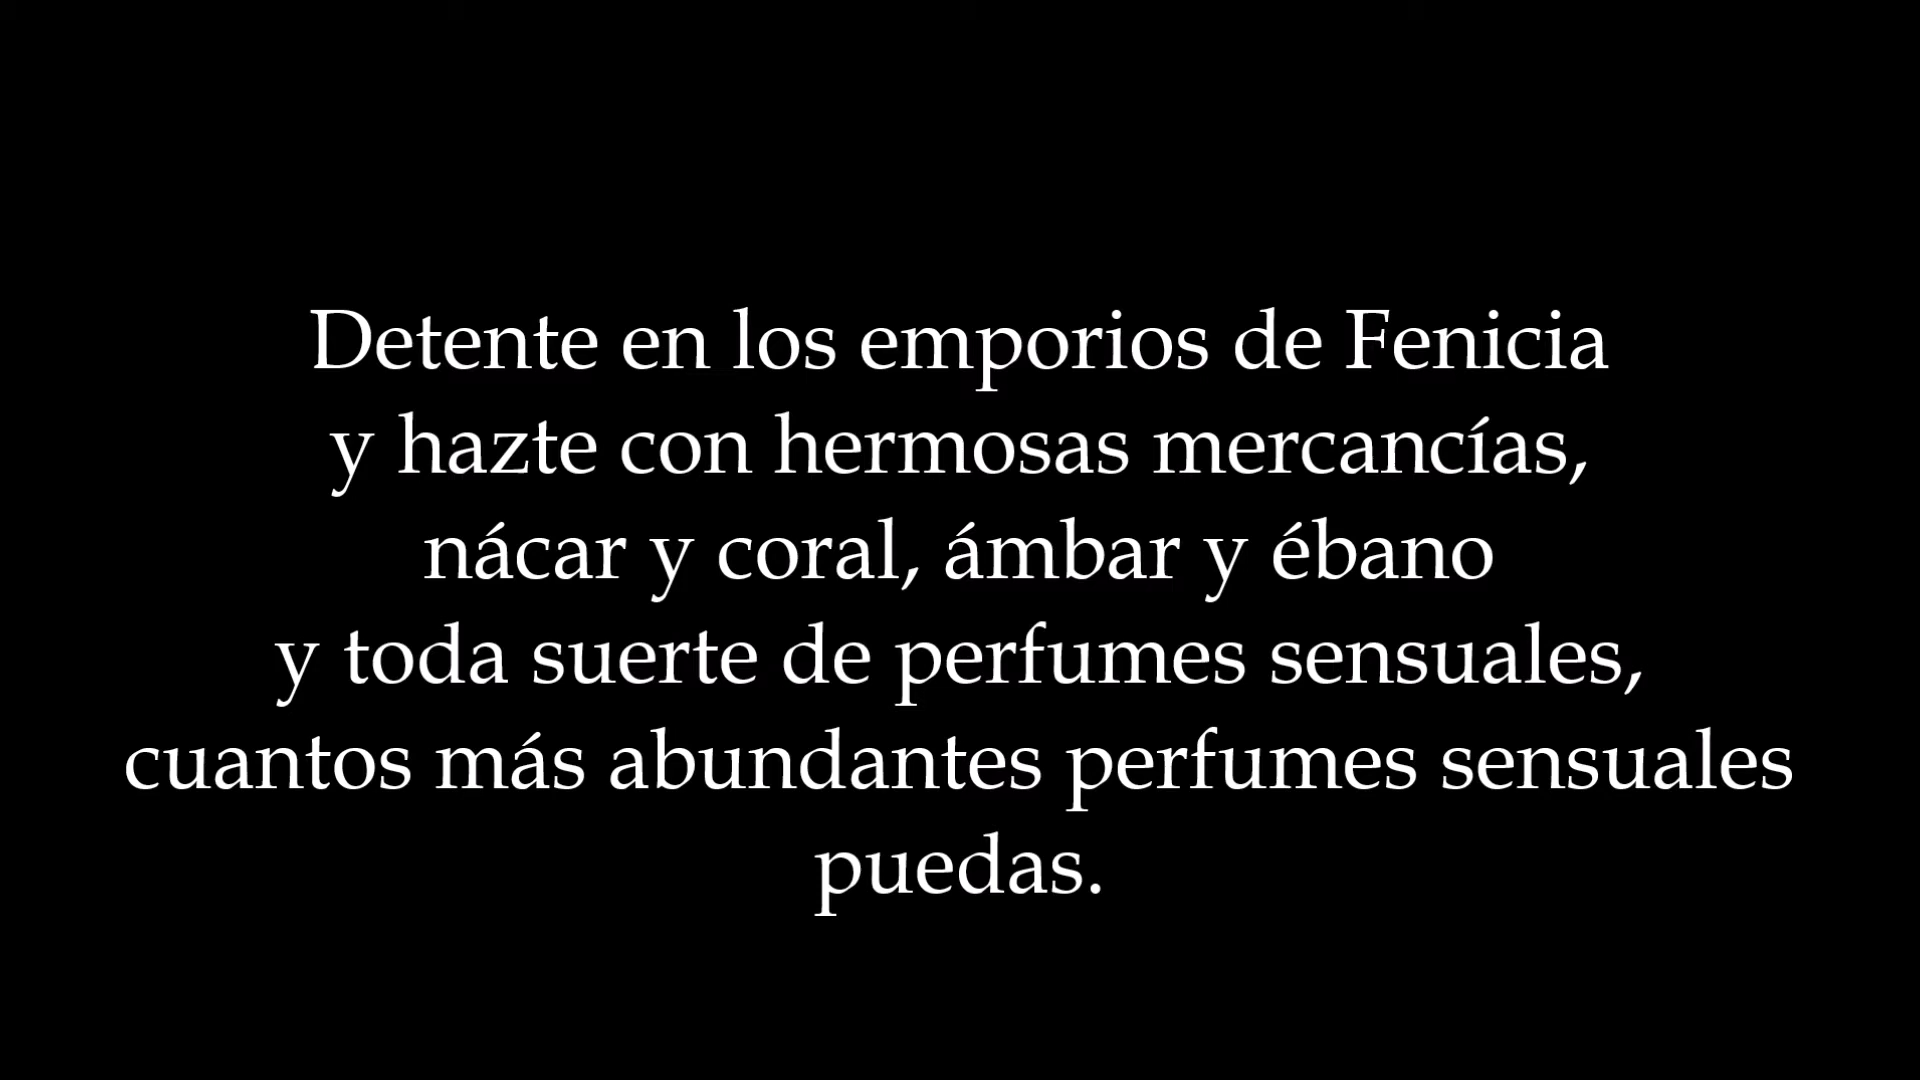 Detente en los emporios de Fenicia
y hazte con hermosas mercancías,
nácar y coral, ámbar y ébano
y toda suerte de perfumes sensuales,
cuantos más abundantes perfumes sensuales
puedas.